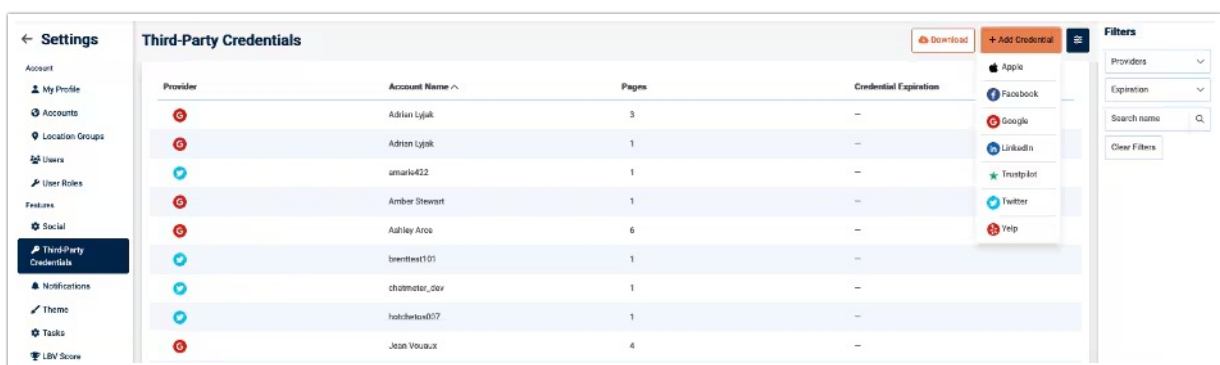 ← Settings
Account
My Profile
Accounts
Location Groups
Users
User Roles
Features
Social
Third-Party
Credentials
Notifications
Theme
Tasks
LBV Score
Third-Party Credentials
Download
+ Add Credential
Provider Account Name Pages Credential Expiration
Adrian Lyjak 3 —
Adrian Lyjak 1 —
amarie422 1 —
Amber Stewart 1 —
Ashley Arce 6 —
brenttest101 1 —
chatmeter_dev 1 —
hotchetos007 1 —
Jean Vouaux 4 —
Apple
Facebook
Google
LinkedIn
Trustpilot
Twitter
Yelp
Filters
Providers
Expiration
Search name
Clear Filters